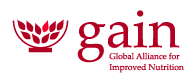 gain
Global Alliance for
Improved Nutrition